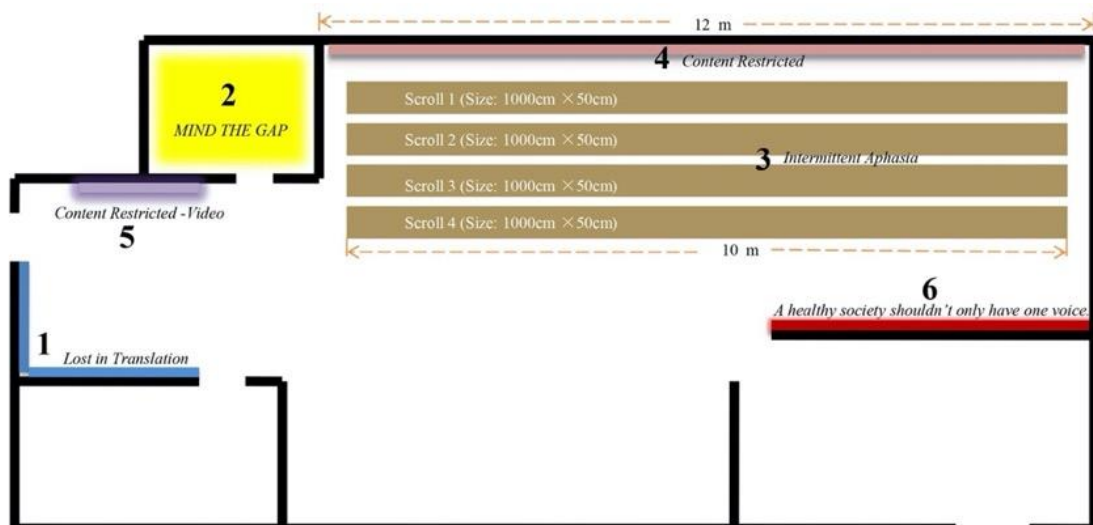 12 m
4 Content Restricted
2
MIND THE GAP
Scroll 1 (Size: 1000cm ×50cm)
Scroll 2 (Size: 1000cm ×50cm)
3 Intermittent Aphasia
Scroll 3 (Size: 1000cm ×50cm)
Scroll 4 (Size: 1000cm ×50cm)
10 m
Content Restricted -Video
5
6
A healthy society shouldn't only have one voice.
1
Lost in Translation